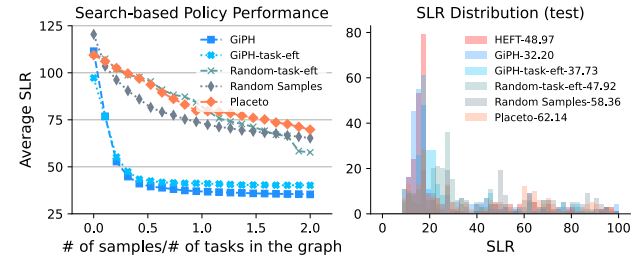 Search-based Policy Performance
Average SLR
125
100
75
50
25
GiPH
GiPH-task-eft
Random-task-eft
Random Samples
Placeto
0.0 0.5 1.0 1.5 2.0
# of samples/# of tasks in the graph
SLR Distribution (test)
80
60
40
20
0
HEFT-48.97
GiPH-32.20
GiPH-task-eft-37.73
Random-task-eft-47.92
Random Samples-58.36
Placeto-62.14
0 20 40 60 80 100
SLR